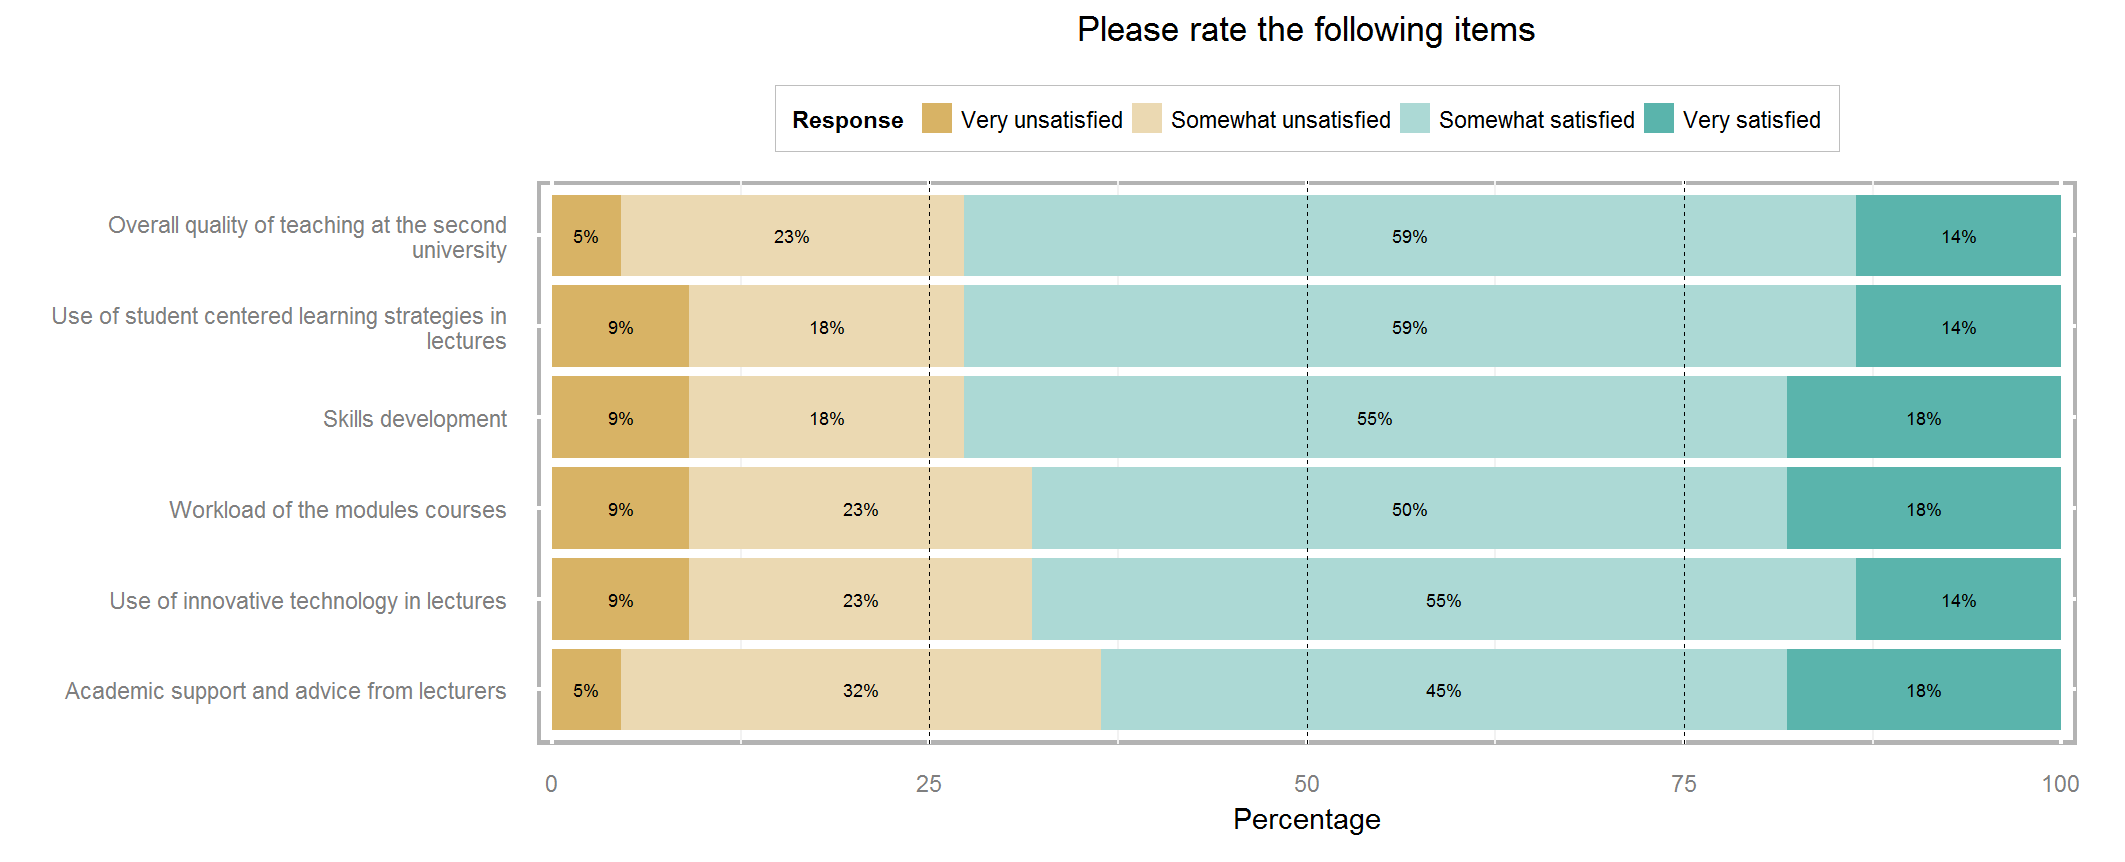 Please rate the following items
Response Very unsatisfied Somewhat unsatisfied Somewhat satisfied Very satisfied
Overall quality of teaching at the second
university
5% 23% 59% 14%
Use of student centered learning strategies in
lectures
9% 18% 59% 14%
Skills development
9% 18% 55% 18%
Workload of the modules courses
9% 23% 50% 18%
Use of innovative technology in lectures
9% 23% 55% 14%
Academic support and advice from lecturers
5% 32% 45% 18%
0 25 50 75 100
Percentage